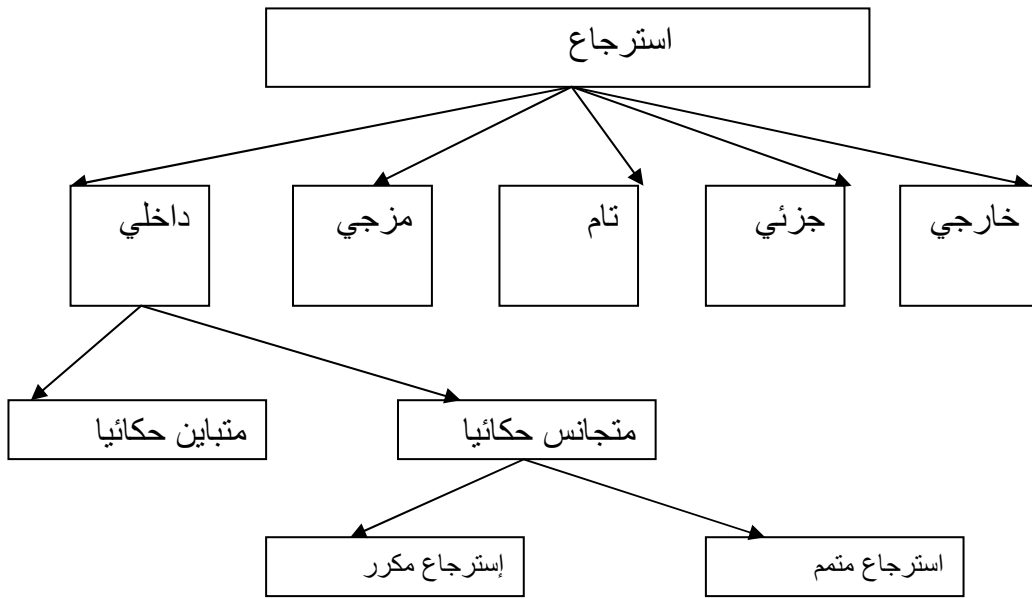 استرجاع
خارجي
جزئي
تام
مزجي
داخلي
متجانس حكائيا
متباين حكائيا
استرجاع متمم
إسترجاع مكرر